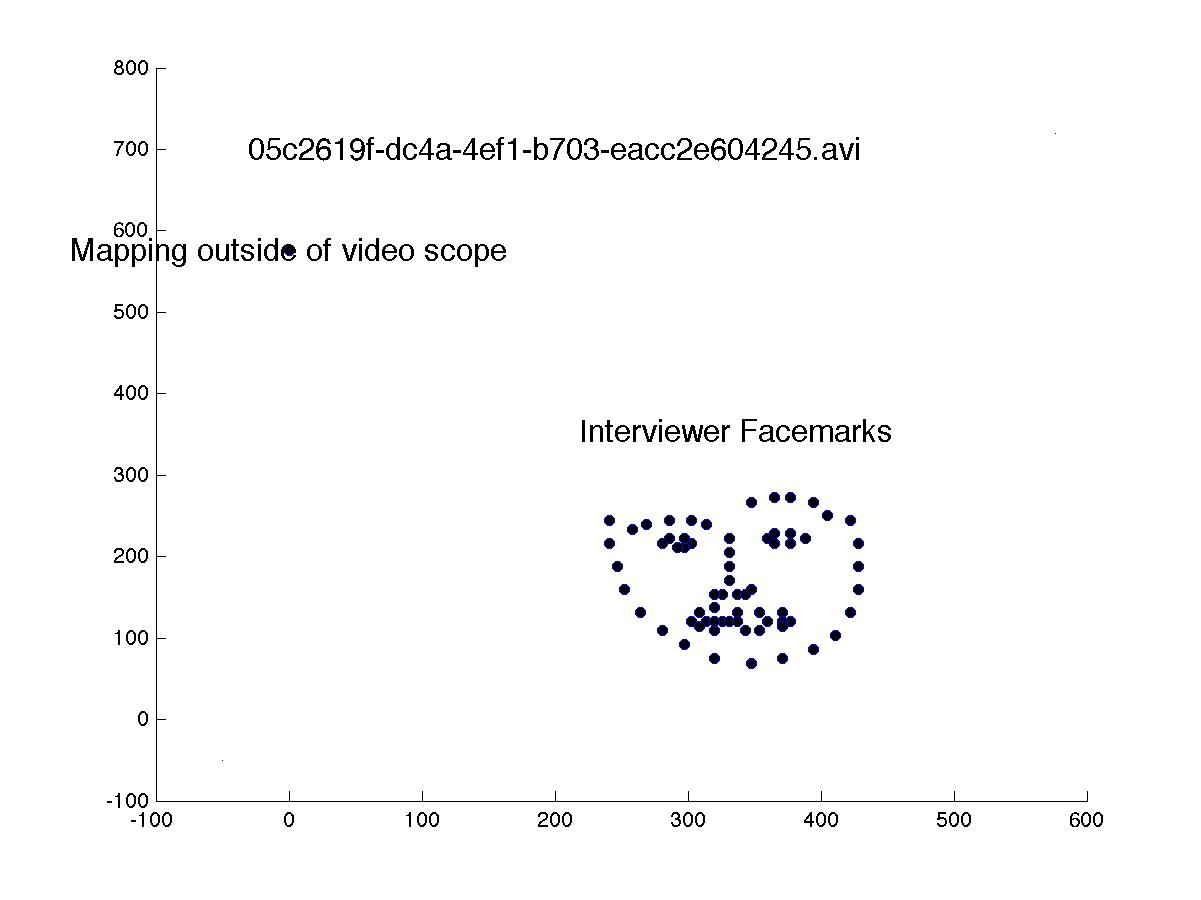 800
700
05c2619f-dc4a-4ef1-b703-eacc2e604245.avi
600
Mapping outside of video scope
500
400
Interviewer Facemarks
300
200
100
0
-100
-100 0 100 200 300 400 500 600